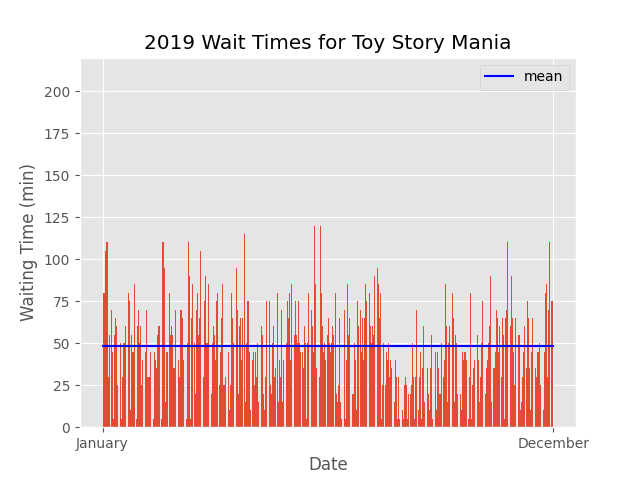 2019 Wait Times for Toy Story Mania
mean
200
175
150
125
100
75
50
25
0
Waiting Time (min)
January
December
Date